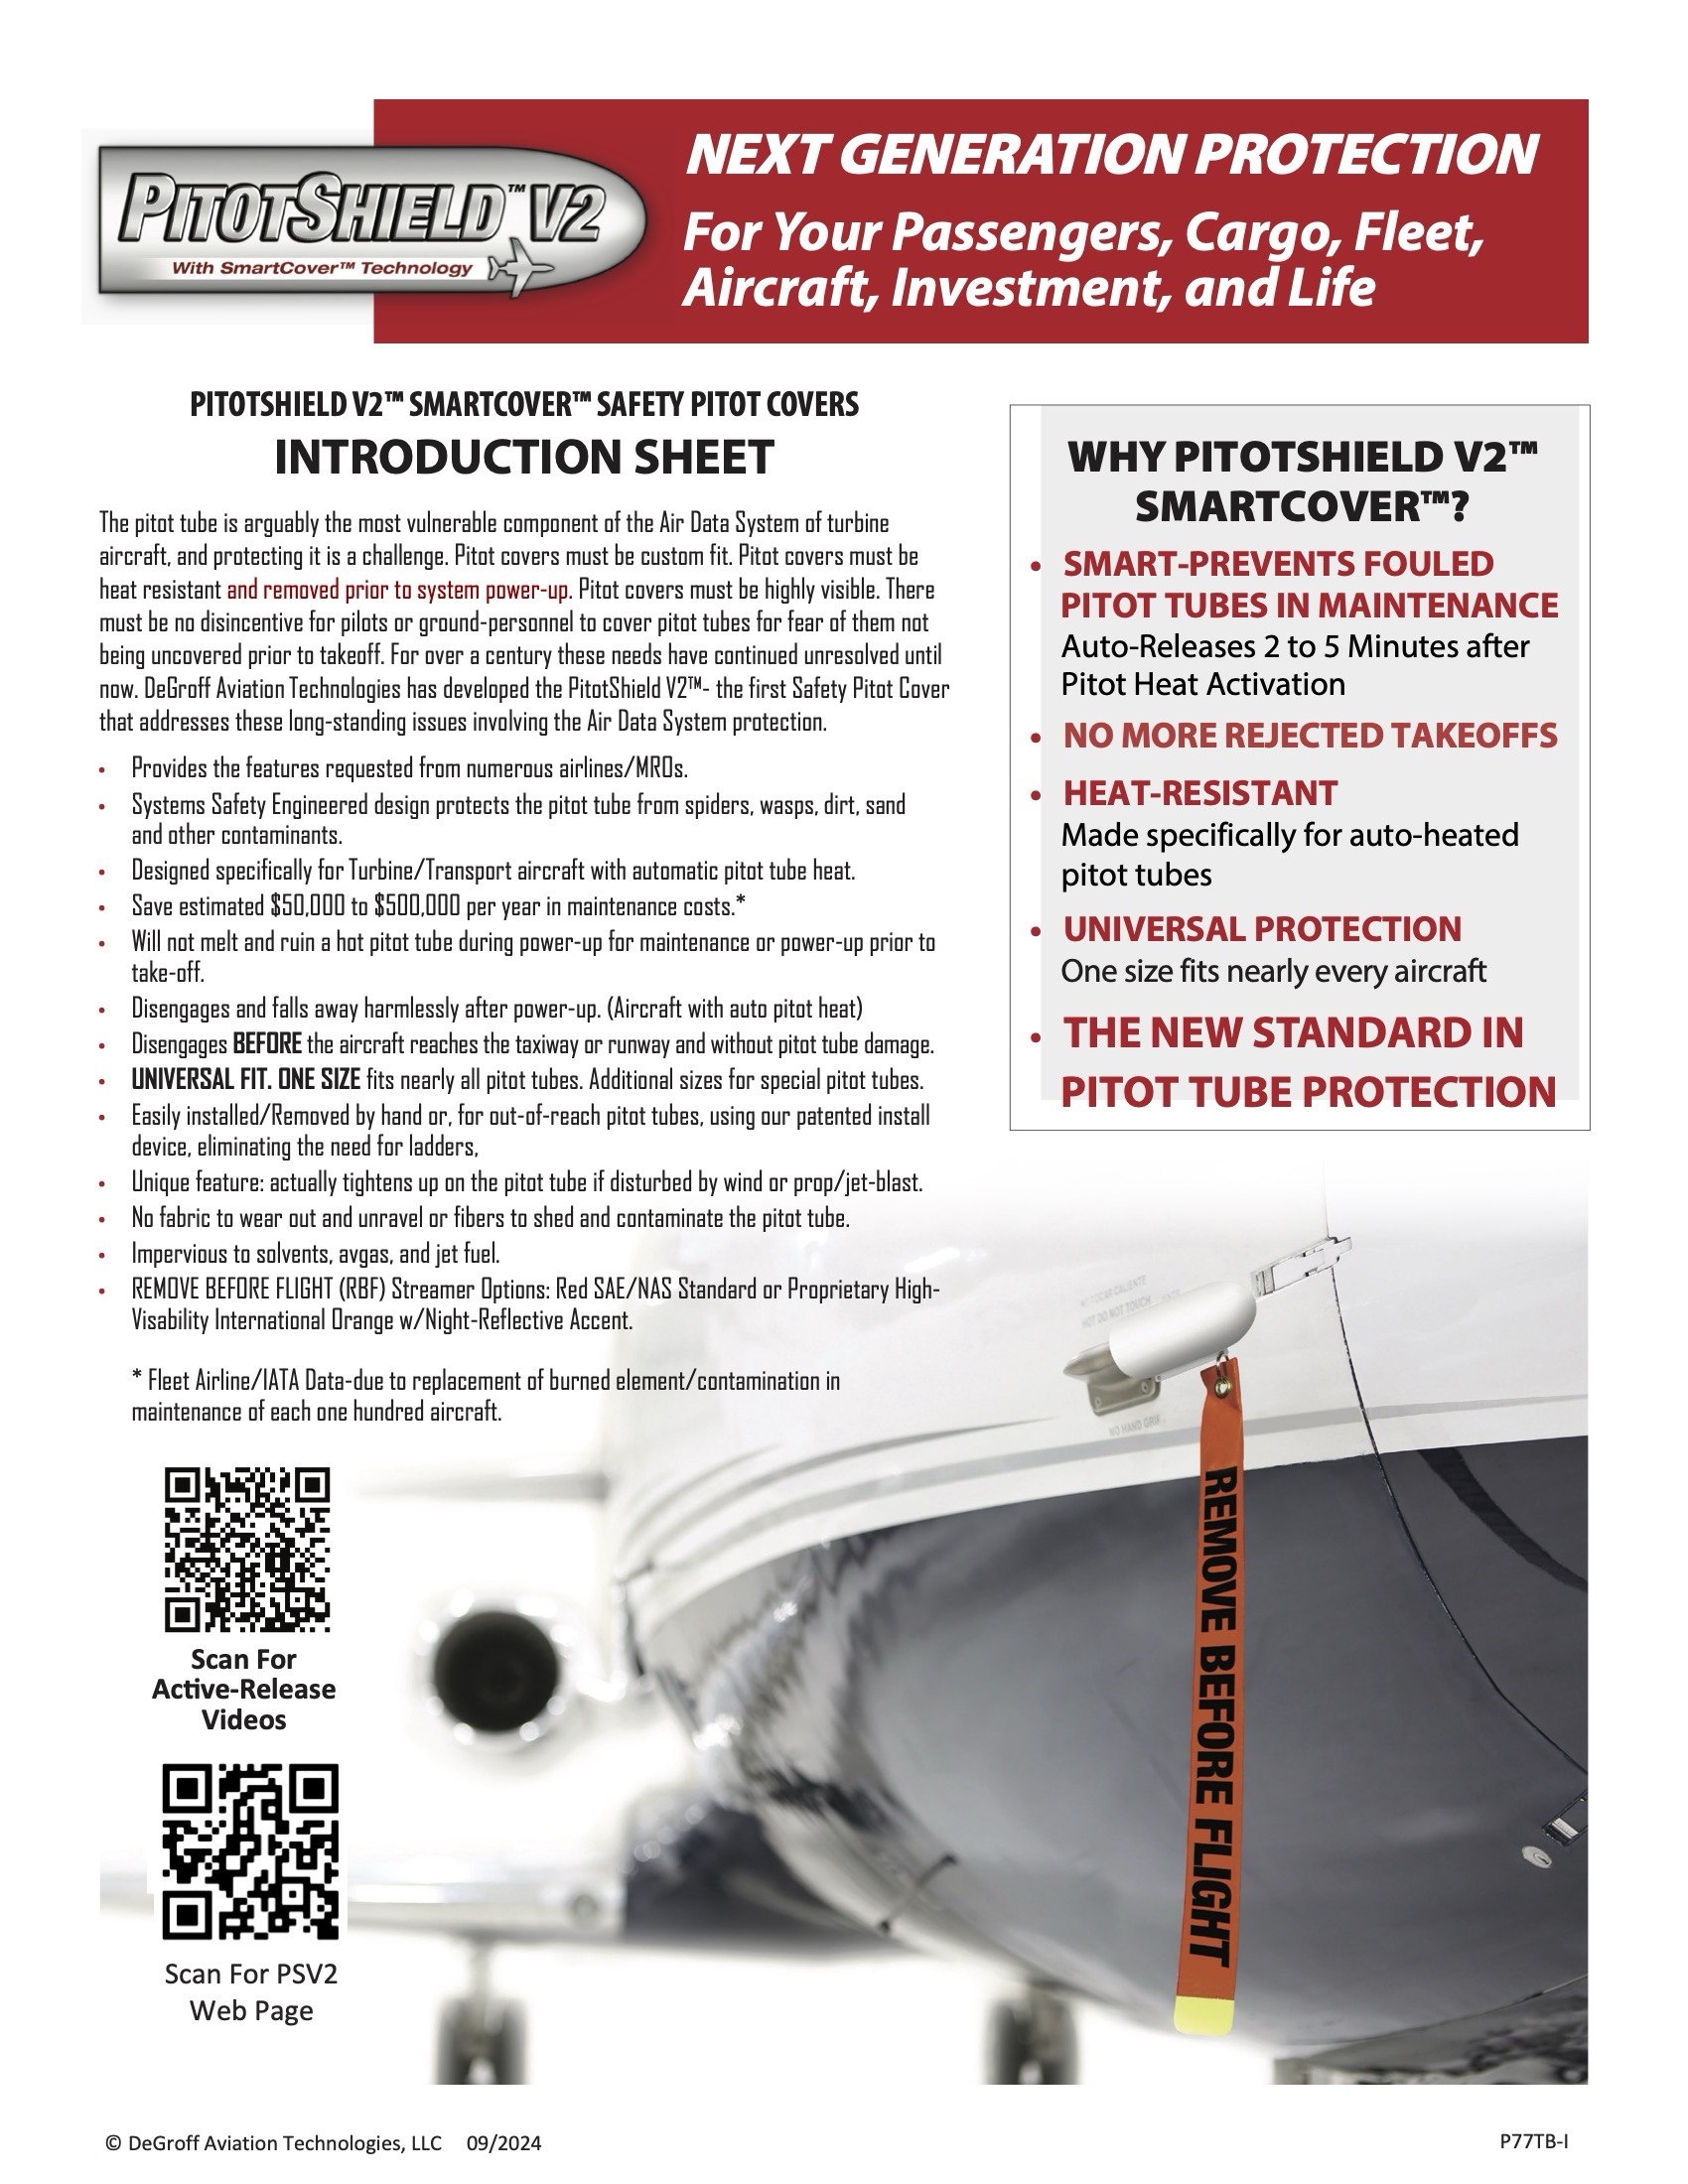 PITOTSHIELD™ V2
With SmartCover™ Technology
NEXT GENERATION PROTECTION
For Your Passengers, Cargo, Fleet,
Aircraft, Investment, and Life
PITOTSHIELD V2™ SMARTCOVER™ SAFETY PITOT COVERS
INTRODUCTION SHEET
The pitot tube is arguably the most vulnerable component of the Air Data System of turbine
aircraft, and protecting it is a challenge. Pitot covers must be custom fit. Pitot covers must be
heat resistant and removed prior to system power-up. Pitot covers must be highly visible. There
must be no disincentive for pilots or ground-personnel to cover pitot tubes for fear of them not
being uncovered prior to takeoff. For over a century these needs have continued unresolved until
now. DeGroff Aviation Technologies has developed the PitotShield V2™- the first Safety Pitot Cover
that addresses these long-standing issues involving the Air Data System protection.
• Provides the features requested from numerous airlines/MROs.
• Systems Safety Engineered design protects the pitot tube from spiders, wasps, dirt, sand
and other contaminants.
• Designed specifically for Turbine/Transport aircraft with automatic pitot tube heat.
• Save estimated $50,000 to $500,000 per year in maintenance costs.*
• Will not melt and ruin a hot pitot tube during power-up for maintenance or power-up prior to
take-off.
• Disengages and falls away harmlessly after power-up. (Aircraft with auto pitot heat)
• Disengages BEFORE the aircraft reaches the taxiway or runway and without pitot tube damage.
• UNIVERSAL FIT. ONE SIZE fits nearly all pitot tubes. Additional sizes for special pitot tubes.
• Easily installed/Removed by hand or, for out-of-reach pitot tubes, using our patented install
device, eliminating the need for ladders,
• Unique feature: actually tightens up on the pitot tube if disturbed by wind or prop/jet-blast.
• No fabric to wear out and unravel or fibers to shed and contaminate the pitot tube.
• Impervious to solvents, avgas, and jet fuel.
• REMOVE BEFORE FLIGHT (RBF) Streamer Options: Red SAE/NAS Standard or Proprietary High-
Visability International Orange w/Night-Reflective Accent.
* Fleet Airline/IATA Data-due to replacement of burned element/contamination in
maintenance of each one hundred aircraft.
WHY PITOTSHIELD V2™
SMARTCOVER™?
• SMART-PREVENTS FOULED
PITOT TUBES IN MAINTENANCE
Auto-Releases 2 to 5 Minutes after
Pitot Heat Activation
• NO MORE REJECTED TAKEOFFS
• HEAT-RESISTANT
Made specifically for auto-heated
pitot tubes
• UNIVERSAL PROTECTION
One size fits nearly every aircraft
• THE NEW STANDARD IN
PITOT TUBE PROTECTION
TOCAR CALIENTE
HOT DO NOT TOUCH
NO HAND GRIP
REMOVE BEFORE FLIGHT
Scan For
Active-Release
Videos
Scan For PSV2
Web Page
© DeGroff Aviation Technologies, LLC 09/2024
P77TB-I